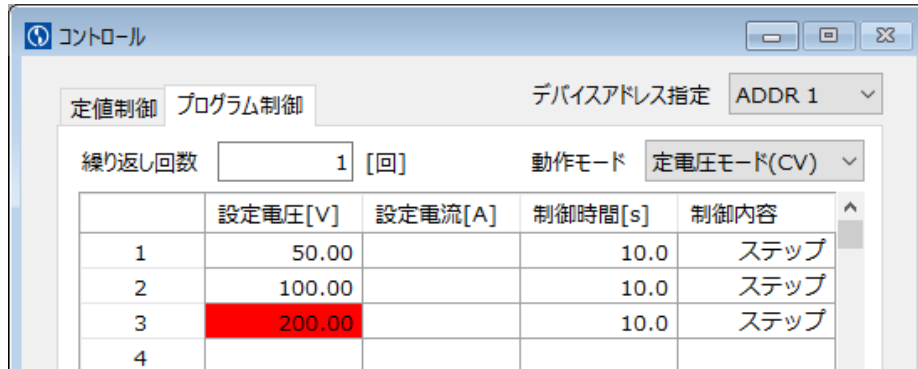 コントロール
定値制御 プログラム制御 デバイスアドレス指定 ADDR 1
繰り返し回数 1 [回] 動作モード 定電圧モード(CV)
設定電圧[V] 設定電流[A] 制御時間[s] 制御内容
1 50.00 10.0 ステップ
2 100.00 10.0 ステップ
3 200.00 10.0 ステップ
4